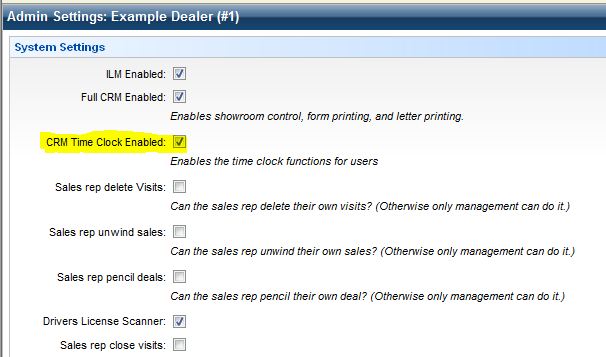 Admin Settings: Example Dealer (#1)
System Settings
ILM Enabled:
Full CRM Enabled:
Enables showroom control, form printing, and letter printing.
CRM Time Clock Enabled:
Enables the time clock functions for users
Sales rep delete Visits:
Can the sales rep delete their own visits? (Otherwise only management can do it.)
Sales rep unwind sales:
Can the sales rep unwind their own sales? (Otherwise only management can do it.)
Sales rep pencil deals:
Can the sales rep pencil their own deal? (Otherwise only management can do it.)
Drivers License Scanner:
Sales rep close visits: